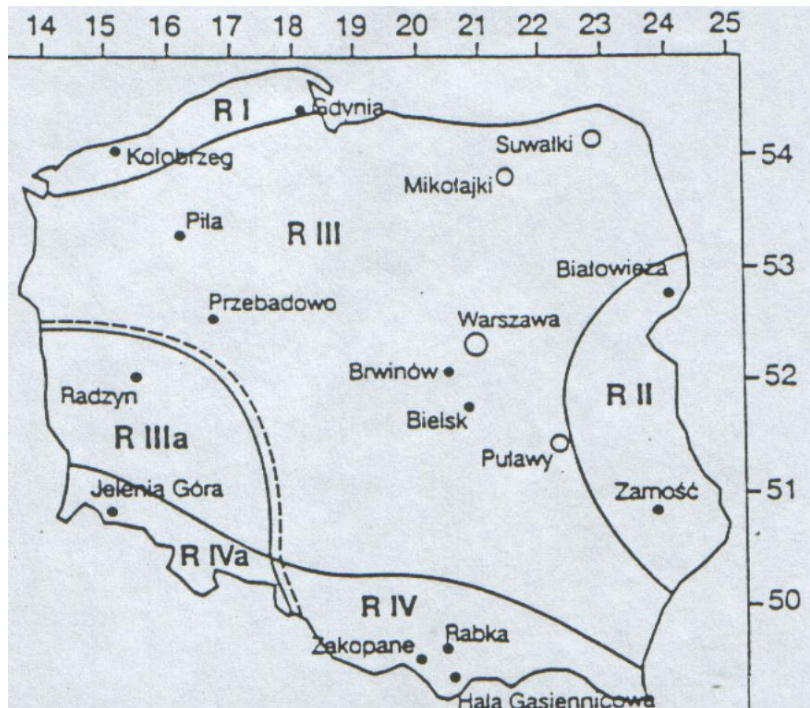 14 15 16 17 18 19 20 21 22 23 24 25
R I
Gdynia
Kołobrzeg
Suwałki
54
Mikołajki
Piła
R III
53
Białowieża
Przebadowo
Warszawa
Brwinów
52
Radzyn
R II
Bielsk
R IIIa
Puławy
Jelenia Góra
Zamość
51
R IVa
R IV
50
Zakopane
Rabka
Hala Gąsiennicowa